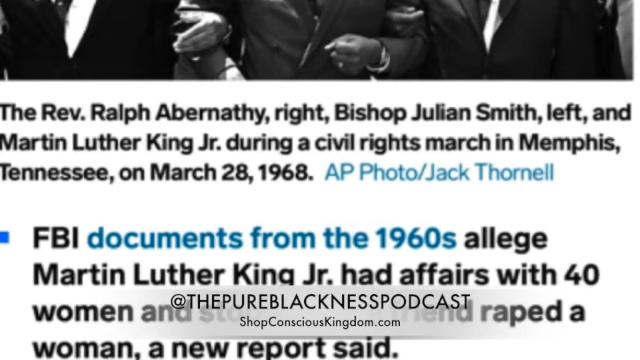 The Rev. Ralph Abernathy, right, Bishop Julian Smith, left, and
Martin Luther King Jr. during a civil rights march in Memphis,
Tennessee, on March 28, 1968. AP Photo/Jack Thornell
FBI documents from the 1960s allege
Martin Luther King Jr. had affairs with 40
women and friend raped a
@THEPUREBLACKNESSPODCAST
ShopConsciousKingdom.com
woman, a new report said.